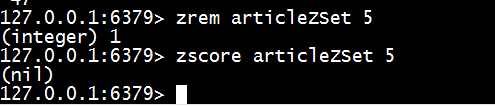 127.0.0.1:6379> zrem articleZSet 5
(integer) 1
127.0.0.1:6379> zscore articleZSet 5
(nil)
127.0.0.1:6379>